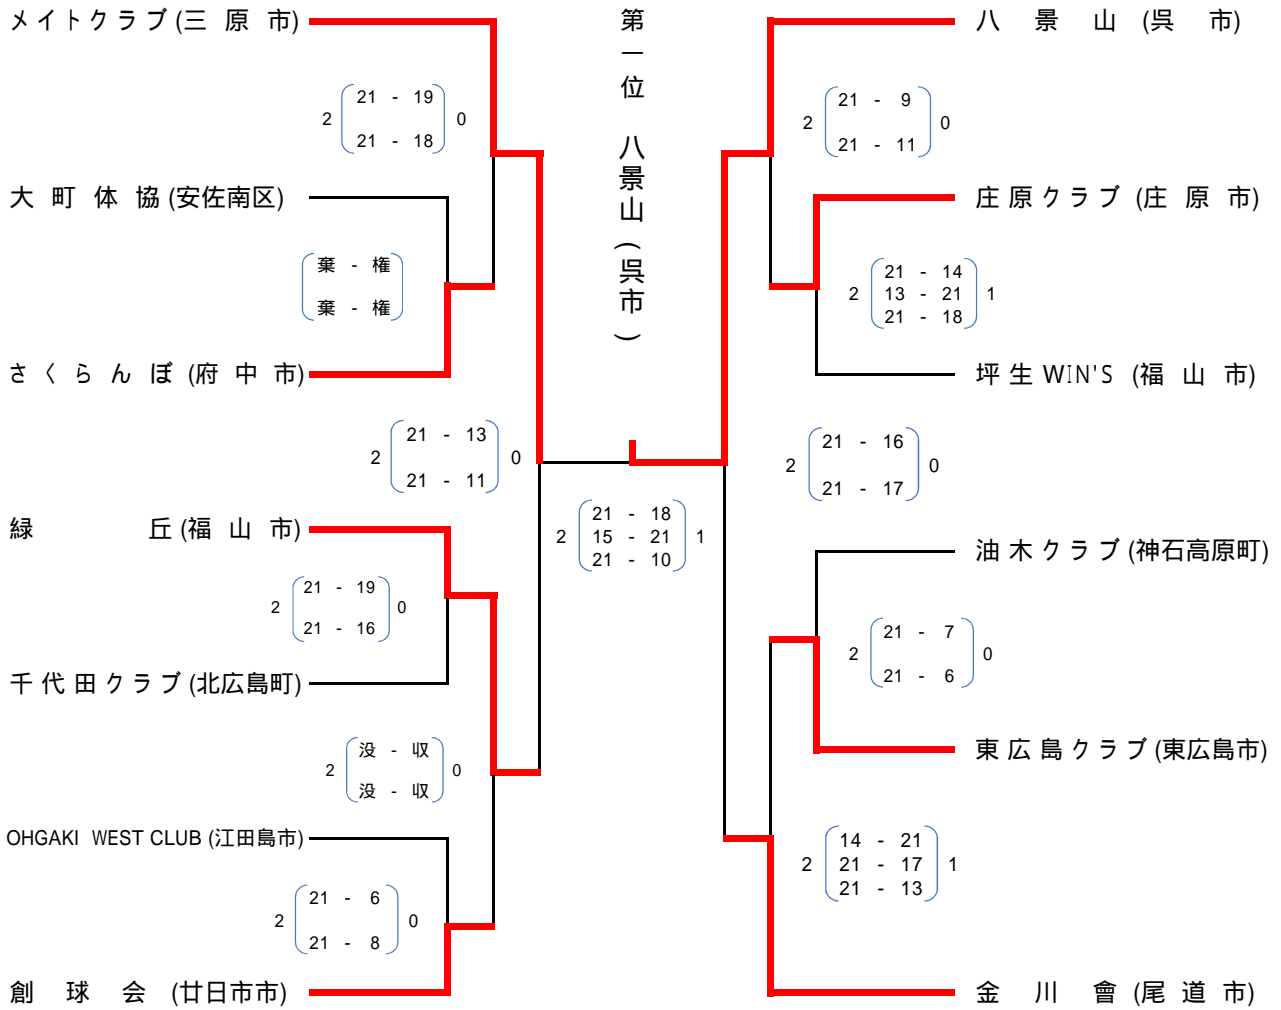 メイトクラブ (三原市)
2 21 - 19 0
21 - 18
大町体協 (安佐南区)
棄 - 権
棄 - 権
さくらんぼ (府中市)
2 21 - 13 0
21 - 11
緑丘 (福山市)
2 21 - 19 0
21 - 16
千代田クラブ (北広島町)
2 没 - 収 0
没 - 収
OHGAKI WEST CLUB (江田島市)
2 21 - 6 0
21 - 8
創球会 (廿日市市)
第一位 八景山(呉市)
21 - 18
2 15 - 21 1
21 - 10
八景山 (呉市)
2 21 - 9 0
21 - 11
庄原クラブ (庄原市)
21 - 14
2 13 - 21 1
21 - 18
坪生WIN'S (福山市)
2 21 - 16 0
21 - 17
油木クラブ (神石高原町)
2 21 - 7 0
21 - 6
東広島クラブ (東広島市)
14 - 21
2 21 - 17 1
21 - 13
金川會 (尾道市)